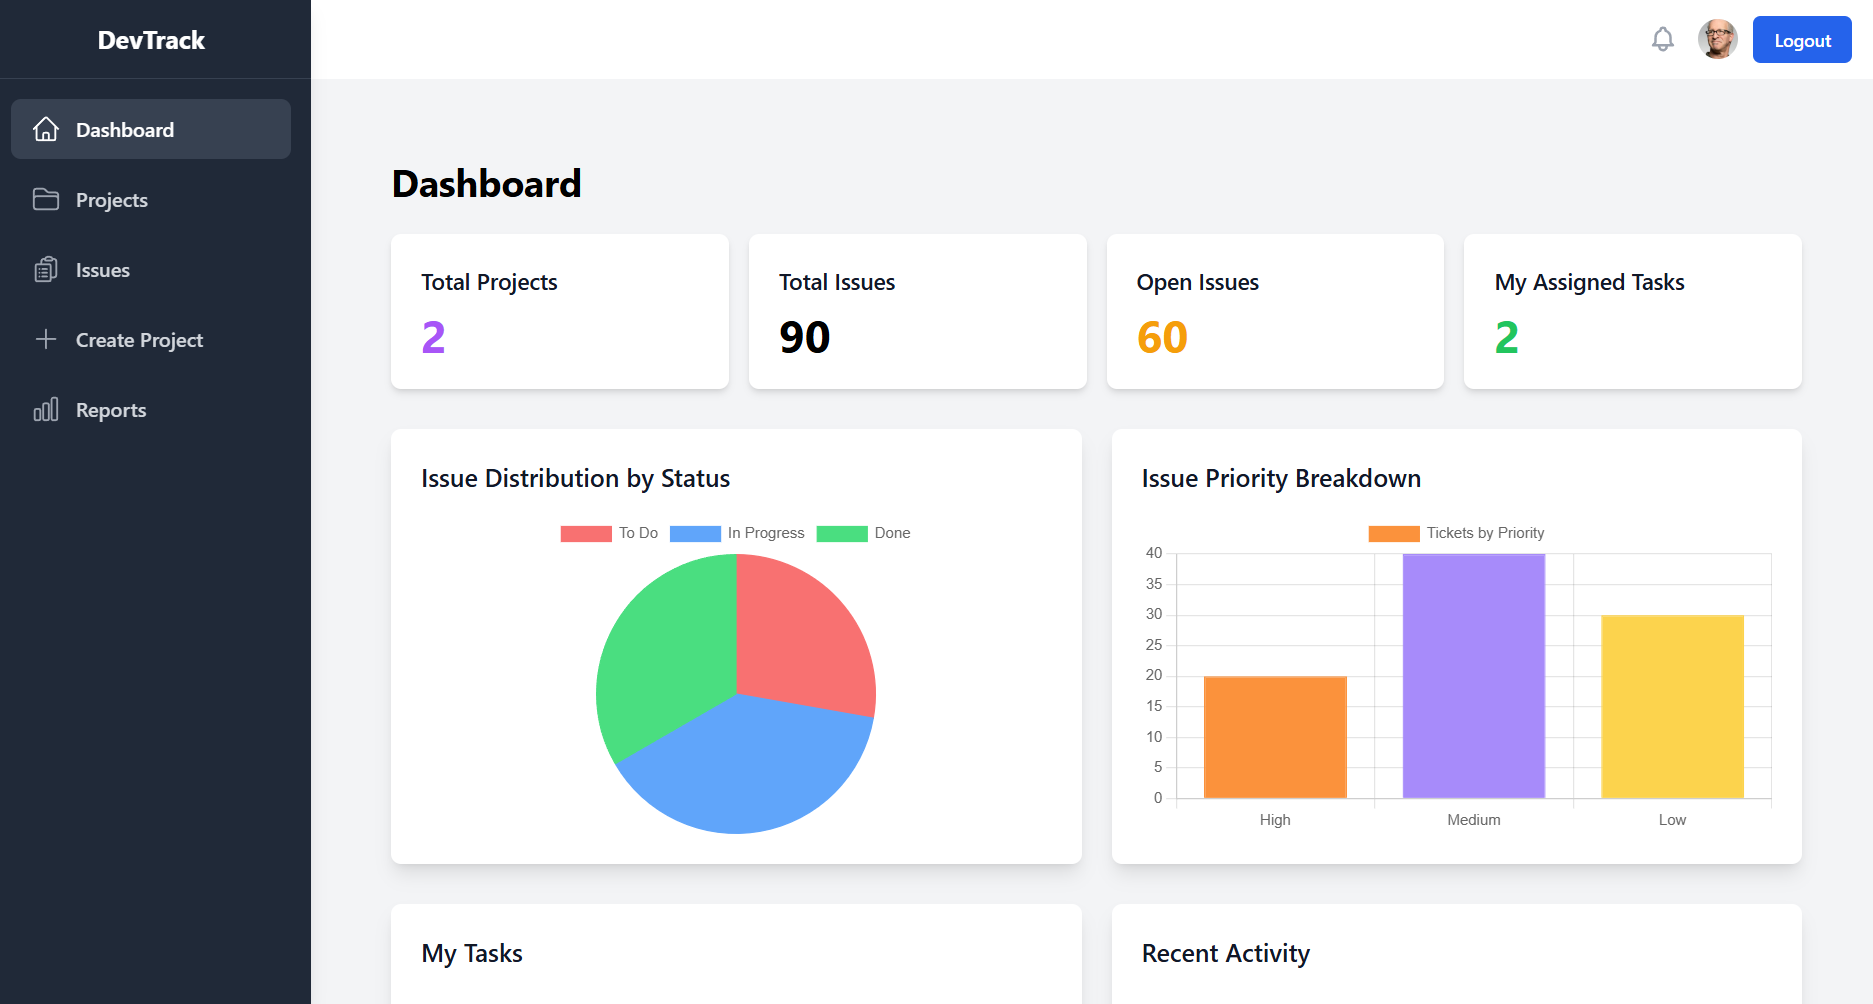 DevTrack
Logout
Dashboard
Projects
Issues
Create Project
Reports
Dashboard
Total Projects
2
Total Issues
90
Open Issues
60
My Assigned Tasks
2
Issue Distribution by Status
To Do In Progress Done
Issue Priority Breakdown
Tickets by Priority
40
35
30
25
20
15
10
5
0
High Medium Low
My Tasks
Recent Activity